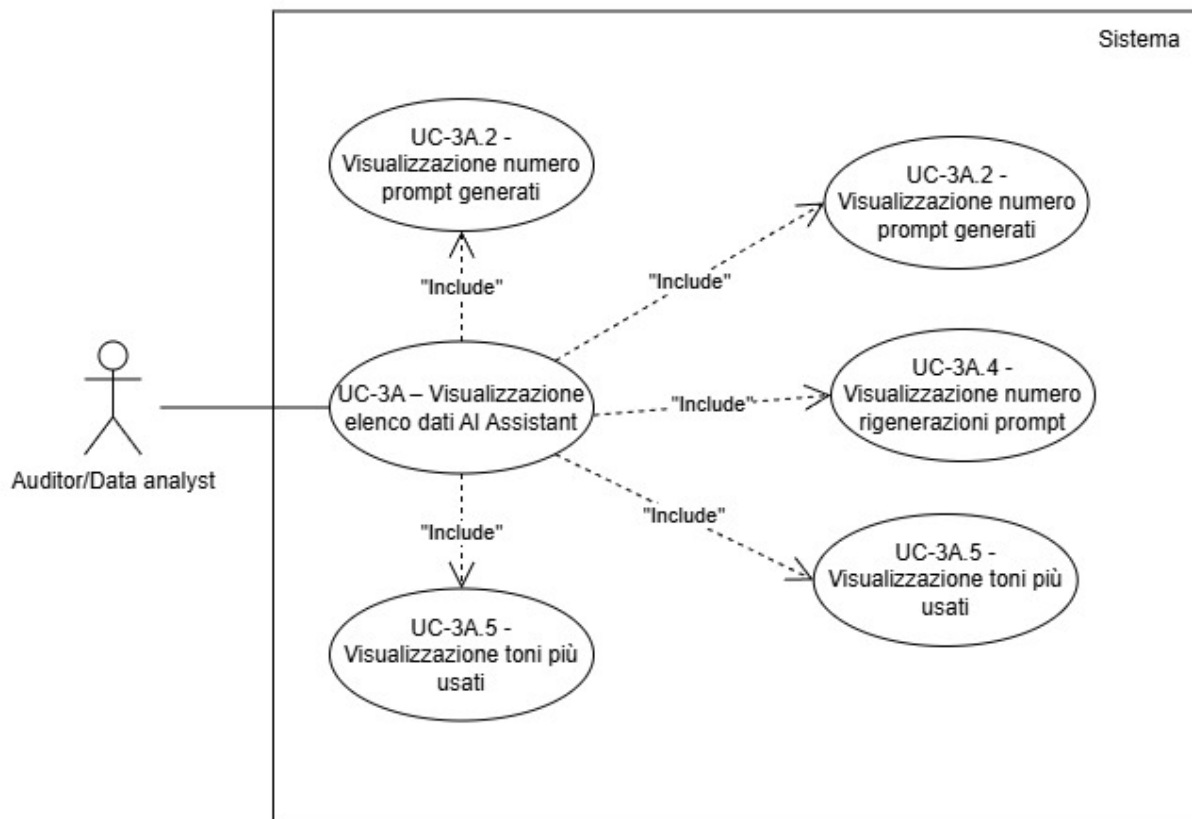 Sistema
UC-3A.2 -
Visualizzazione numero
prompt generati
UC-3A.2 -
Visualizzazione numero
prompt generati
"Include"
"Include"
UC-3A – Visualizzazione
elenco dati AI Assistant
"Include"
UC-3A.4 -
Visualizzazione numero
rigenerazioni prompt
Auditor/Data analyst
"Include"
"Include"
UC-3A.5 -
Visualizzazione toni più
usati
UC-3A.5 -
Visualizzazione toni più
usati